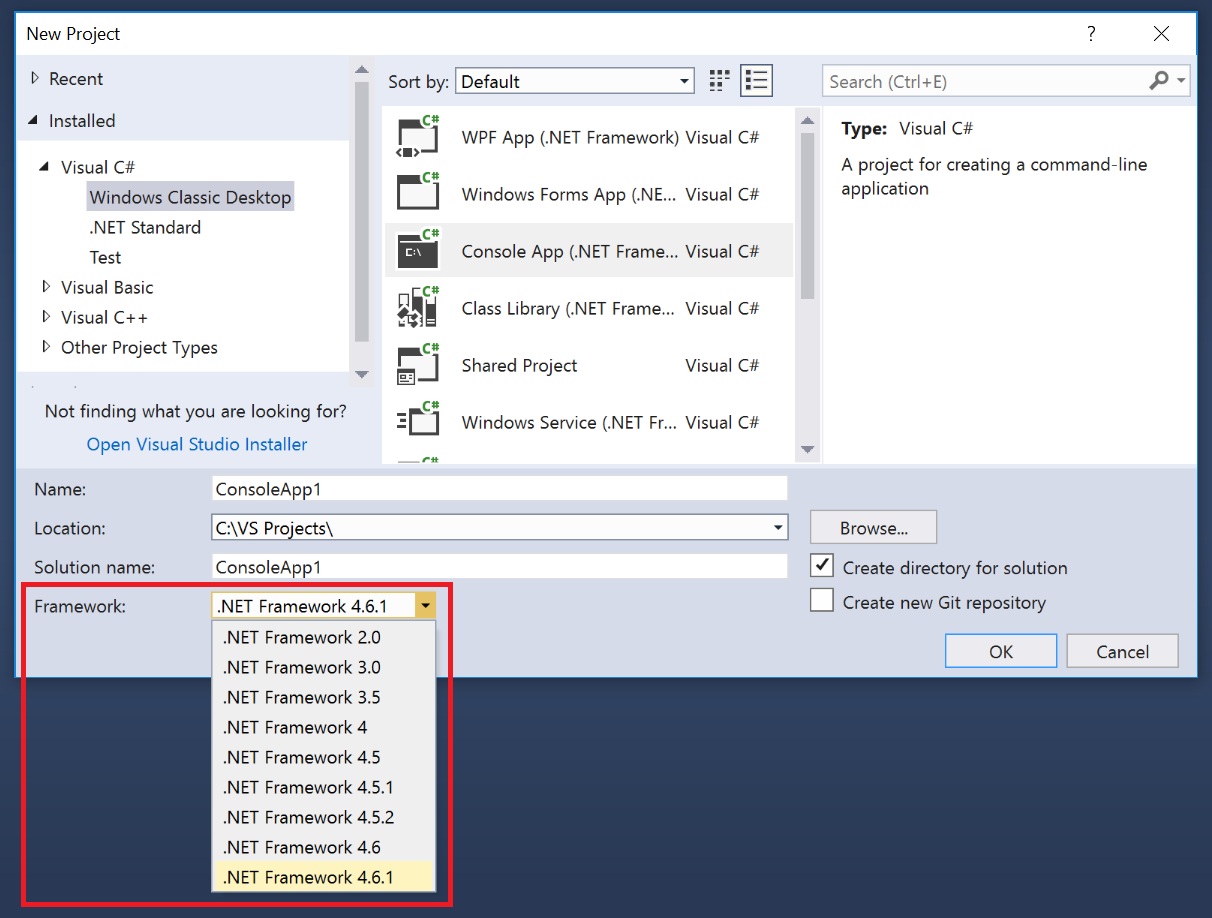 New Project
?
Recent
Installed
Visual C#
Windows Classic Desktop
.NET Standard
Test
Visual Basic
Visual C++
Other Project Types
Not finding what you are looking for?
Open Visual Studio Installer
Sort by: Default
Search (Ctrl+E)
C# WPF App (.NET Framework) Visual C#
C# Windows Forms App (.NE... Visual C#
C# C:\ Console App (.NET Frame... Visual C#
C# Class Library (.NET Frame... Visual C#
C# Shared Project Visual C#
C# Windows Service (.NET Fr... Visual C#
C#
Type: Visual C#
A project for creating a command-line
application
Name: ConsoleApp1
Location: C:\VS Projects\ Browse...
Solution name: ConsoleApp1
Create directory for solution
Framework: .NET Framework 4.6.1
Create new Git repository
OK Cancel
.NET Framework 2.0
.NET Framework 3.0
.NET Framework 3.5
.NET Framework 4
.NET Framework 4.5
.NET Framework 4.5.1
.NET Framework 4.5.2
.NET Framework 4.6
.NET Framework 4.6.1